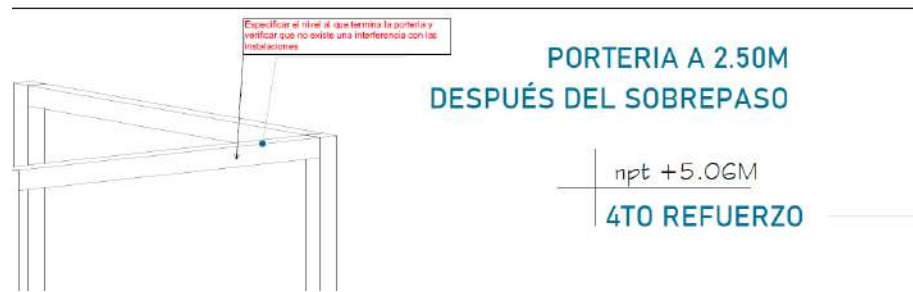 Especificar el nivel al que termina la porteria y
verificar que no existe una interferencia con las
instalaciones
PORTERIA A 2.50M
DESPUÉS DEL SOBREPASO
npt +5.06M
4TO REFUERZO